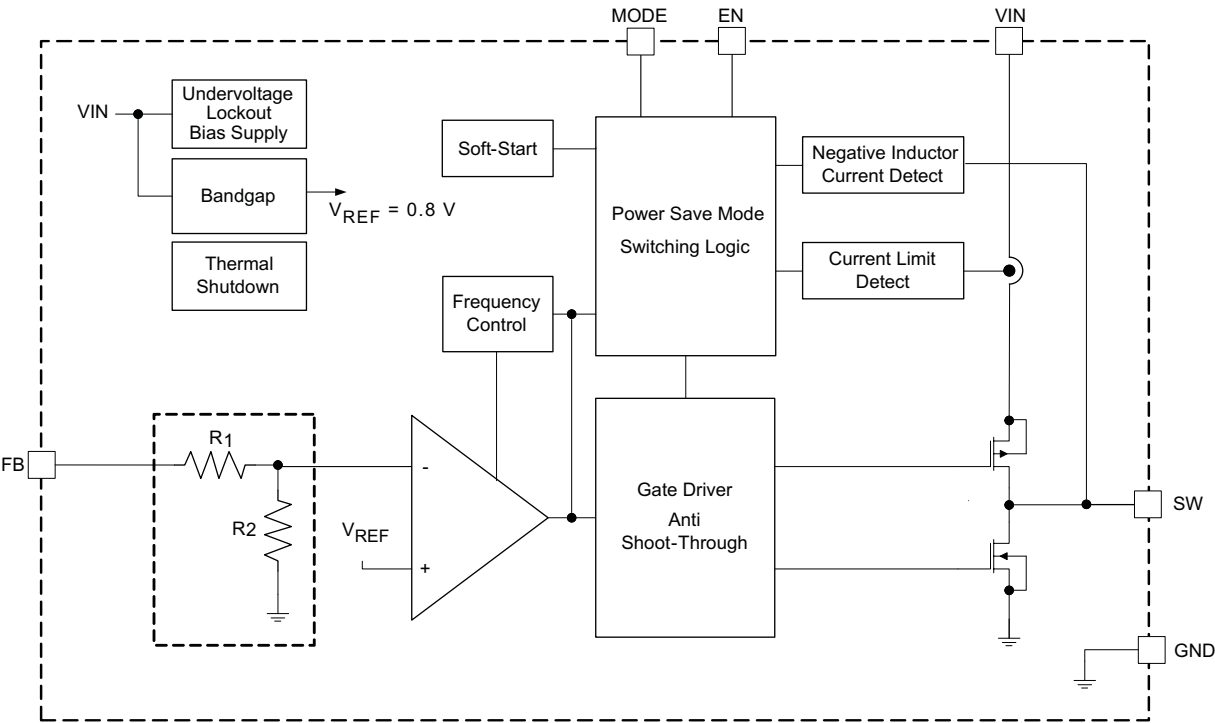 MODE
EN
VIN
VIN
Undervoltage
Lockout
Bias Supply
Bandgap
VREF = 0.8 V
Thermal
Shutdown
Soft-Start
Power Save Mode
Switching Logic
Negative Inductor
Current Detect
Current Limit
Detect
Frequency
Control
FB
R1
R2
VREF
-
+
Gate Driver
Anti
Shoot-Through
SW
GND